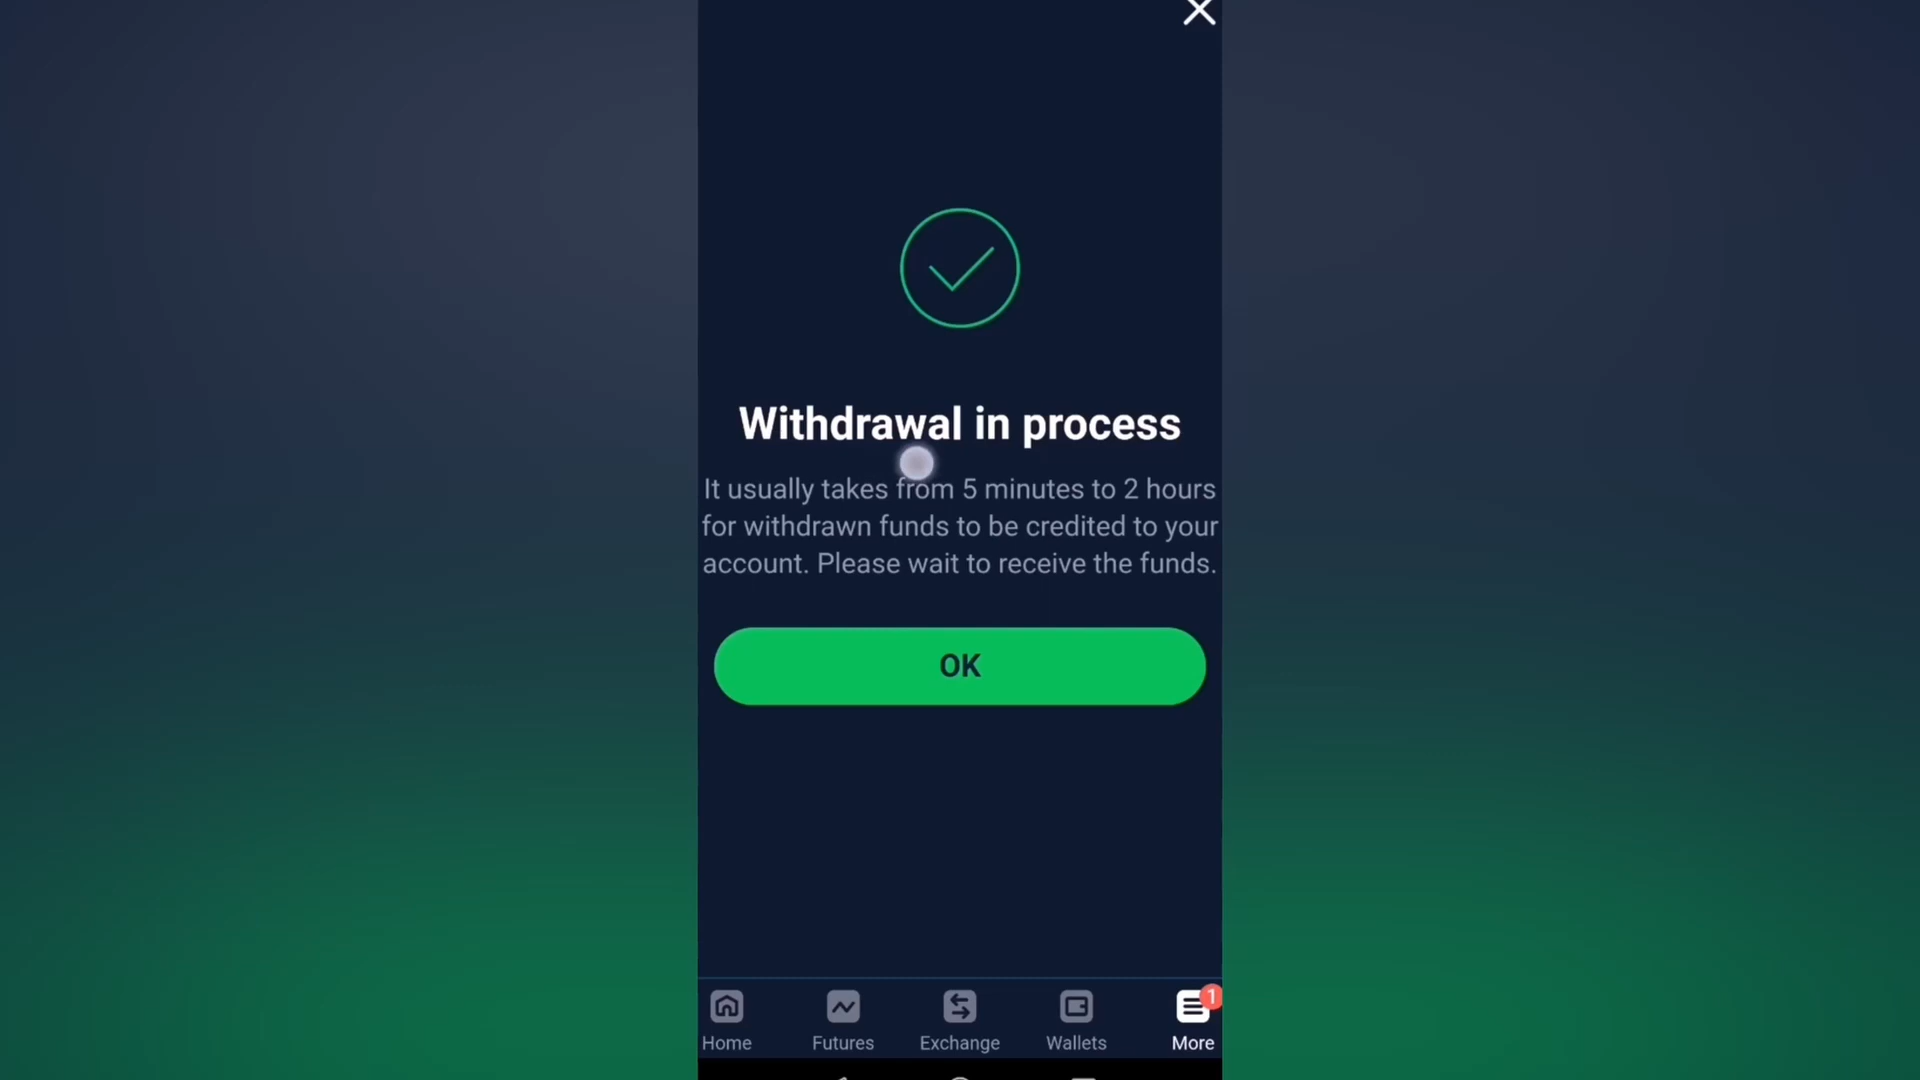 Withdrawal in process
It usually takes from 5 minutes to 2 hours
for withdrawn funds to be credited to your
account. Please wait to receive the funds.
OK
1
Home
Futures
Exchange
Wallets
More